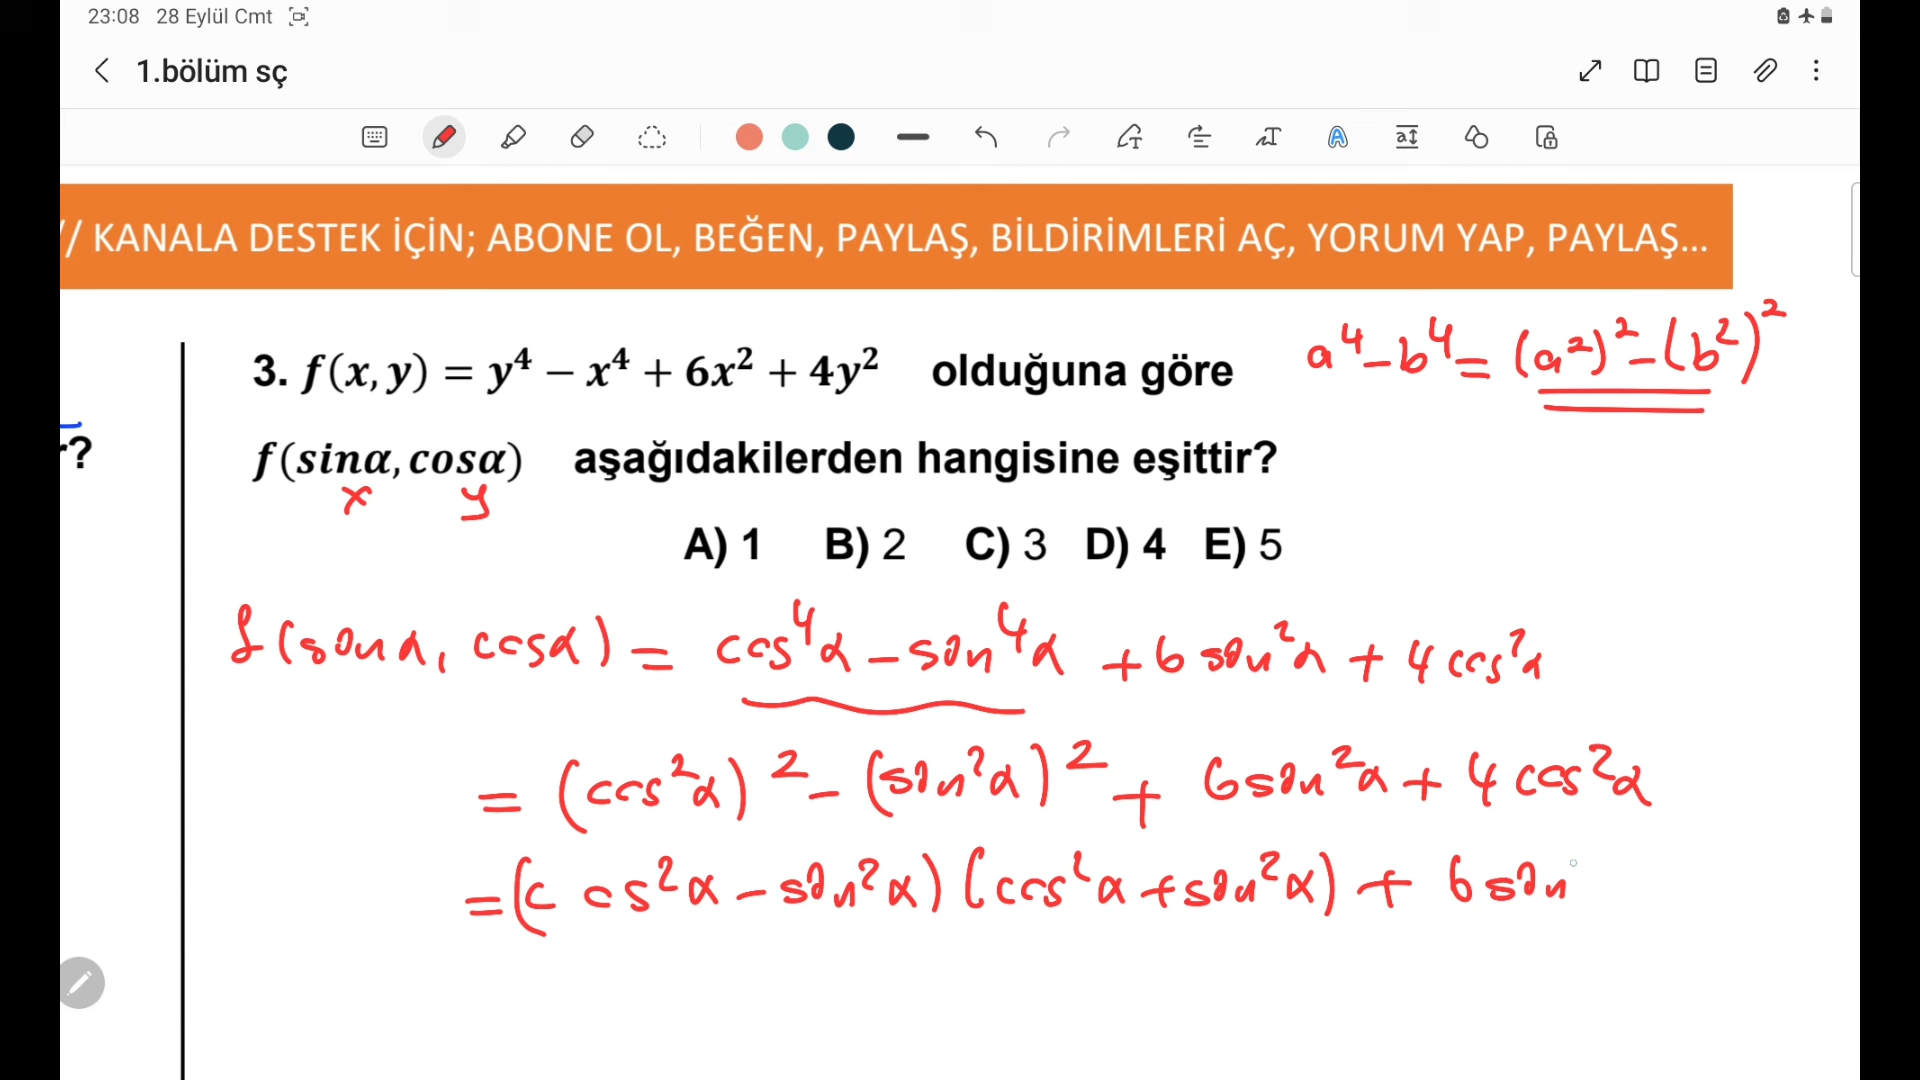 23:08 28 Eylül Cmt
1.bölüm sç
// KANALA DESTEK İÇİN; ABONE OL, BEĞEN, PAYLAŞ, BİLDİRİMLERİ AÇ, YORUM YAP, PAYLAŞ...
a⁴-b⁴= (a²)²-(b²)²
3. f(x, y) = y⁴ − x⁴ + 6x² + 4y² olduğuna göre
r?
f(sinα, cosα) aşağıdakilerden hangisine eşittir?
x y
A) 1 B) 2 C) 3 D) 4 E) 5
f(sinα, cosα) = cos⁴α - sin⁴α + 6 sin²α + 4 cos²α
= (cos²α)² - (sin²α)² + 6sin²α + 4 cos²α
= (cos²α - sin²α) (cos²α + sin²α) + 6 sin